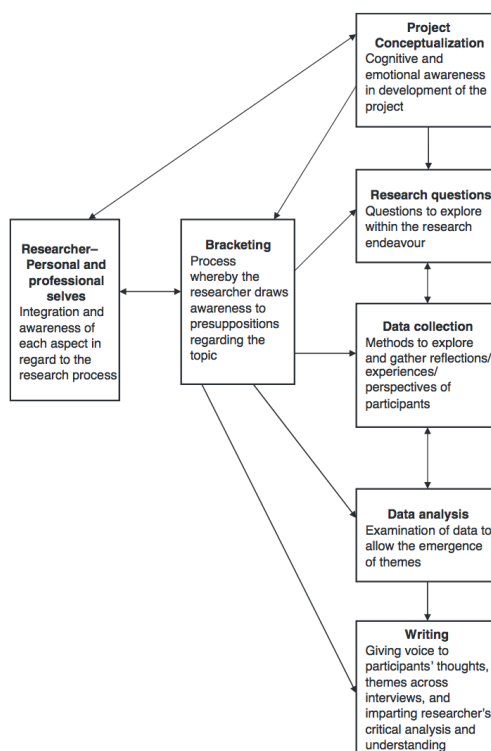 Project
Conceptualization
Cognitive and
emotional awareness
in development of the
project
Research questions
Questions to explore
within the research
endeavour
Researcher–
Personal and
professional
selves
Integration and
awareness of
each aspect in
regard to the
research process
Bracketing
Process
whereby the
researcher draws
awareness to
presuppositions
regarding the
topic
Data collection
Methods to explore
and gather reflections/
experiences/
perspectives of
participants
Data analysis
Examination of data to
allow the emergence
of themes
Writing
Giving voice to
participants' thoughts,
themes across
interviews, and
imparting researcher's
critical analysis and
understanding